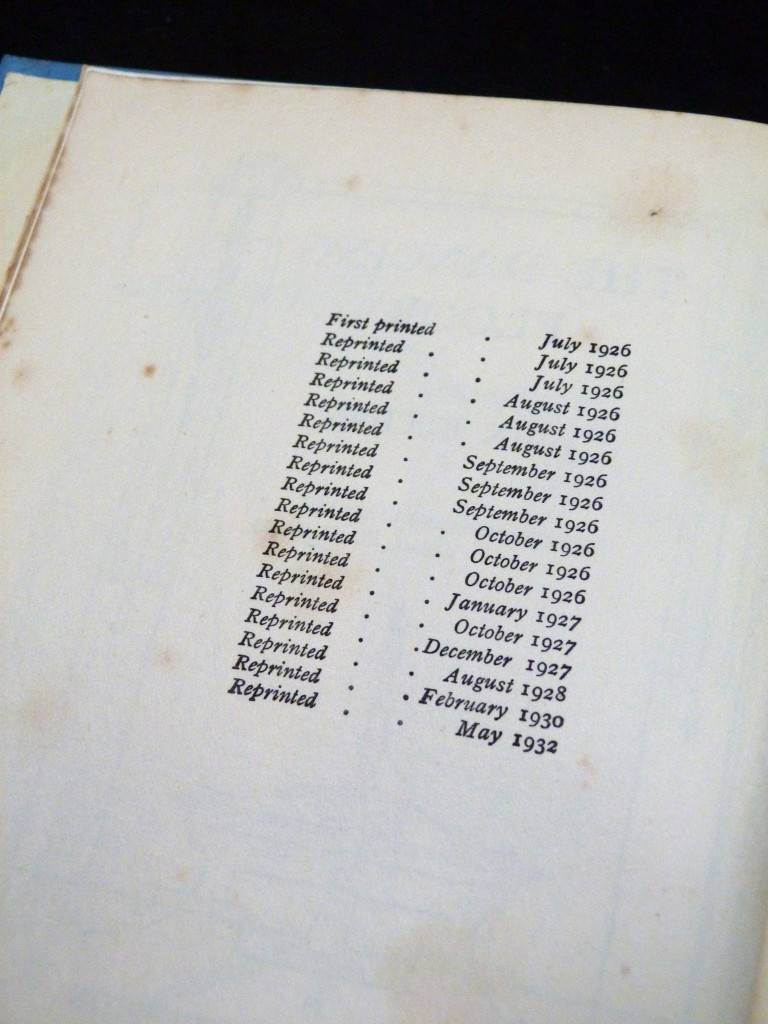 First printed . July 1926
Reprinted . . July 1926
Reprinted . . July 1926
Reprinted . . August 1926
Reprinted . . August 1926
Reprinted . . August 1926
Reprinted . September 1926
Reprinted . September 1926
Reprinted . September 1926
Reprinted . . October 1926
Reprinted . . October 1926
Reprinted . . October 1926
Reprinted . . January 1927
Reprinted . . October 1927
Reprinted . . December 1927
Reprinted . . August 1928
Reprinted . . February 1930
Reprinted . . May 1932